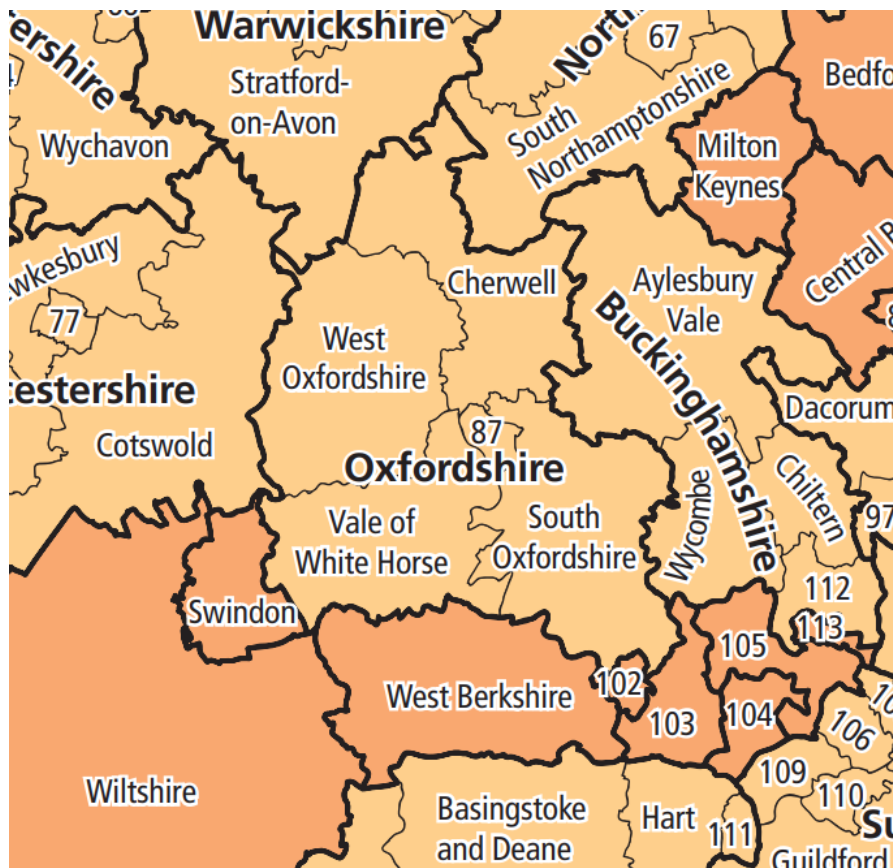 Warwickshire
67
Stratford-
on-Avon
Wychavon
South
Northamptonshire
Milton
Keynes
Cherwell
Aylesbury
Vale
Buckinghamshire
77
West
Oxfordshire
Cotswold
87
Oxfordshire
Dacorum
Chiltern
Wycombe
97
Vale of
White Horse
South
Oxfordshire
112
113
Swindon
105
102
West Berkshire
103
104
106
109
110
Wiltshire
Basingstoke
and Deane
Hart
111
Guildford